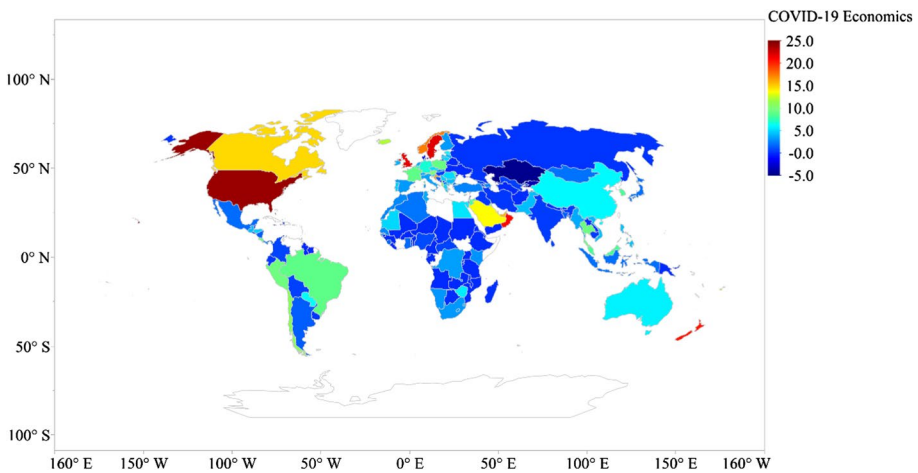 COVID-19 Economics
25.0
20.0
15.0
10.0
5.0
-0.0
-5.0
100° N
50° N
0° N
50° S
100° S
160° E 150° W 100° W 50° W 0° E 50° E 100° E 150° E 160° W